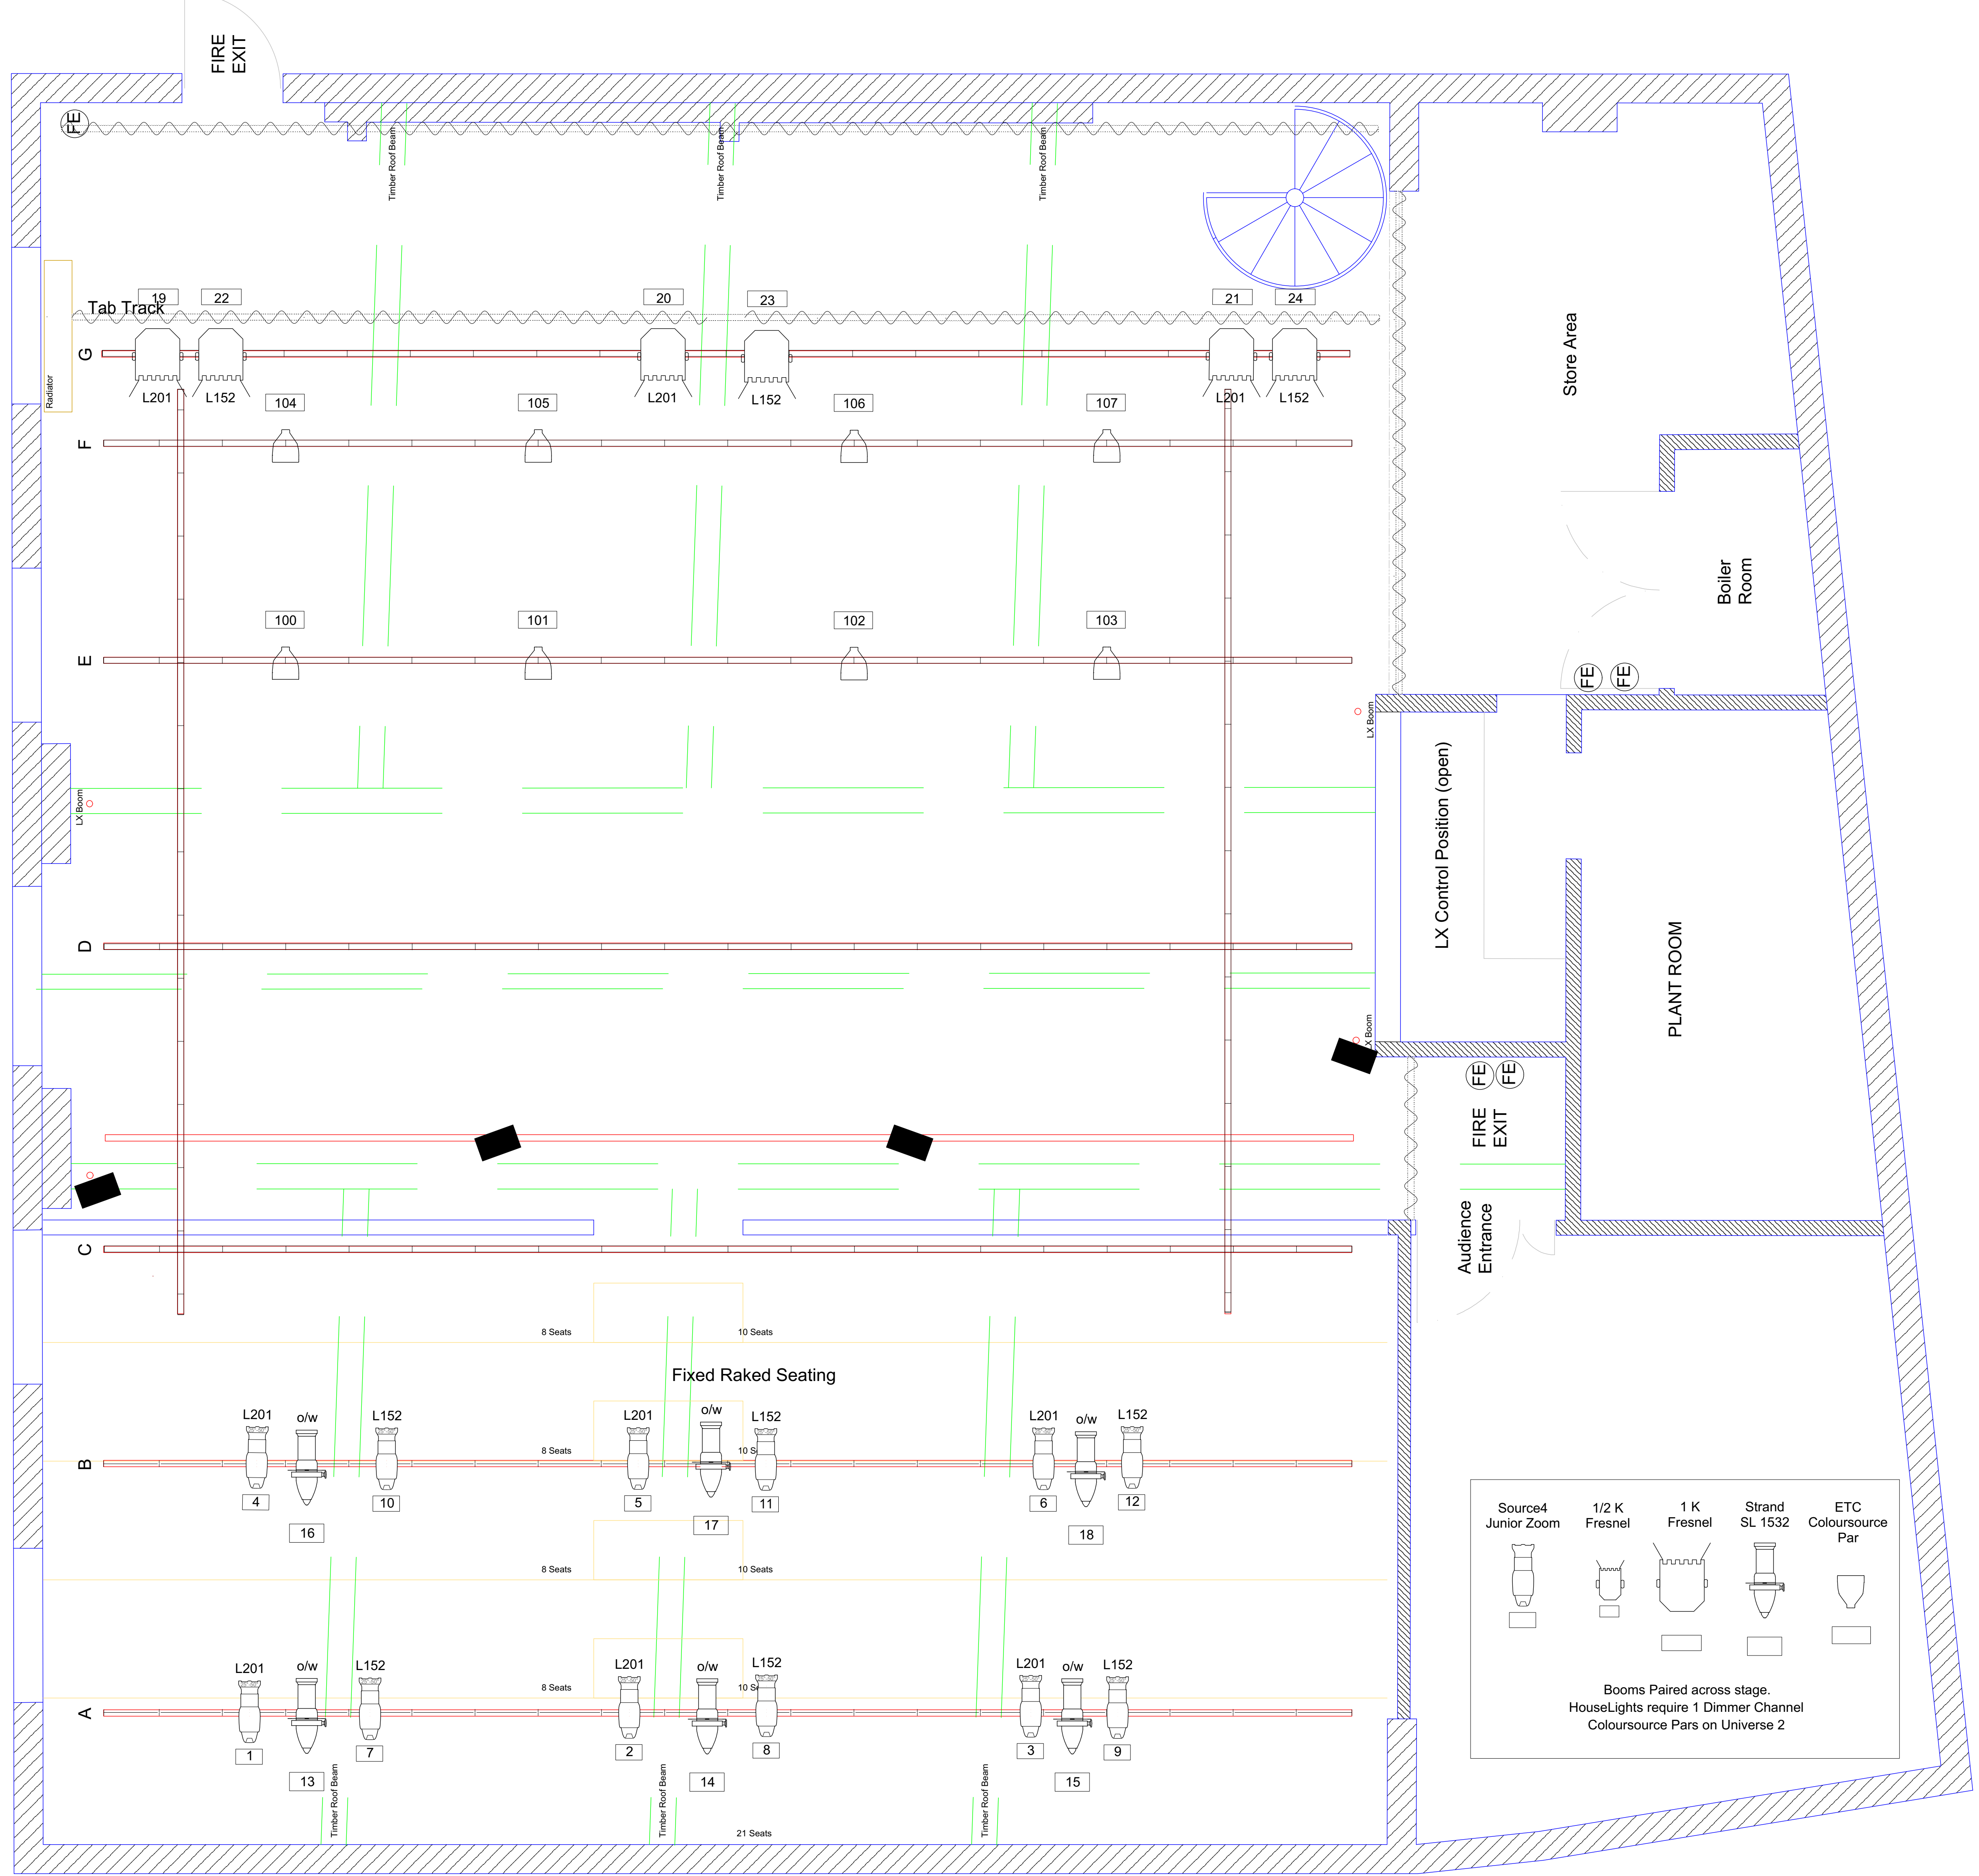 FIRE
EXIT
FE
Timber Roof Beam
Timber Roof Beam
Timber Roof Beam
19
22
20
23
21
24
Tab Track
G
Radiator
L201
L152
L201
L152
L201
L152
Store Area
104
105
106
107
F
Boiler
Room
100
101
102
103
E
FE
FE
LX Boom
LX Boom
LX Control Position (open)
D
PLANT ROOM
LX Boom
FE
FE
FIRE
EXIT
Audience
Entrance
C
8 Seats
10 Seats
Fixed Raked Seating
L201
o/w
L152
L201
o/w
L152
L201
o/w
L152
8 Seats
10 S
B
4
10
5
11
6
12
16
17
18
8 Seats
10 Seats
L201
o/w
L152
L201
o/w
L152
L201
o/w
L152
8 Seats
10 S
A
1
7
2
8
3
9
13
14
15
Timber Roof Beam
Timber Roof Beam
Timber Roof Beam
21 Seats
Source4
Junior Zoom
1/2 K
Fresnel
1 K
Fresnel
Strand
SL 1532
ETC
Coloursource
Par
Booms Paired across stage.
HouseLights require 1 Dimmer Channel
Coloursource Pars on Universe 2